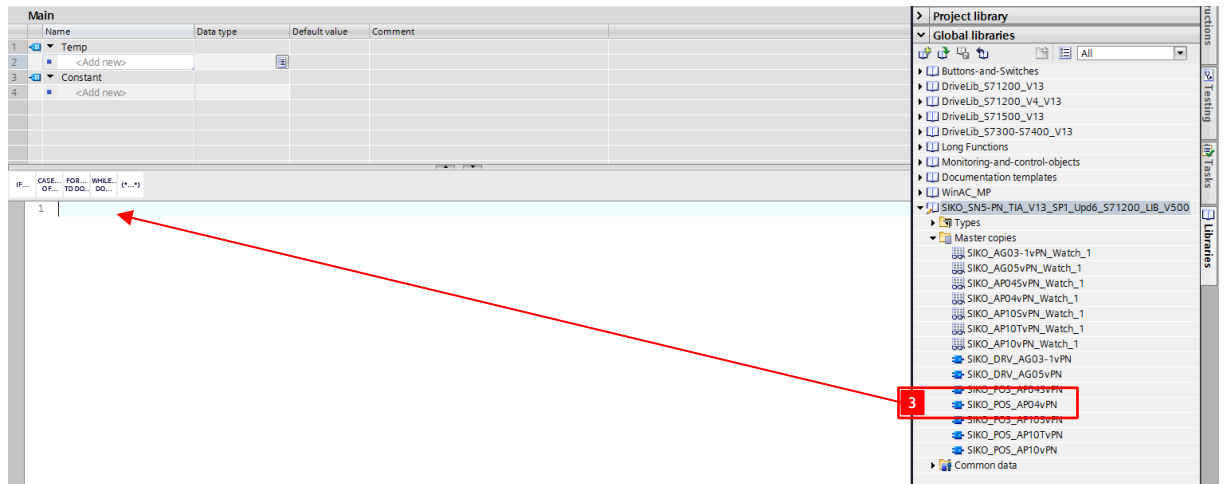 Main
Name Data type Default value Comment
1 Temp
2 <Add new>
3 Constant
4 <Add new>
IF... CASE... OF... FOR... TO DO... WHILE... DO... (*...*)
1
Project library
Global libraries
All
Buttons-and-Switches
DriveLib_S71200_V13
DriveLib_S71200_V4_V13
DriveLib_S71500_V13
DriveLib_S7300-S7400_V13
Long Functions
Monitoring-and-control-objects
Documentation templates
WinAC_MP
SIKO_SN5-PN_TIA_V13_SP1_Upd6_S71200_LIB_V500
Types
Master copies
SIKO_AG03-1vPN_Watch_1
SIKO_AG05vPN_Watch_1
SIKO_AP04SvPN_Watch_1
SIKO_AP04vPN_Watch_1
SIKO_AP10SvPN_Watch_1
SIKO_AP10TvPN_Watch_1
SIKO_AP10vPN_Watch_1
SIKO_DRV_AG03-1vPN
SIKO_DRV_AG05vPN
SIKO_POS_AP04SvPN
3
SIKO_POS_AP04vPN
SIKO_POS_AP10SvPN
SIKO_POS_AP10TvPN
SIKO_POS_AP10vPN
Common data
Testing
Tasks
Libraries